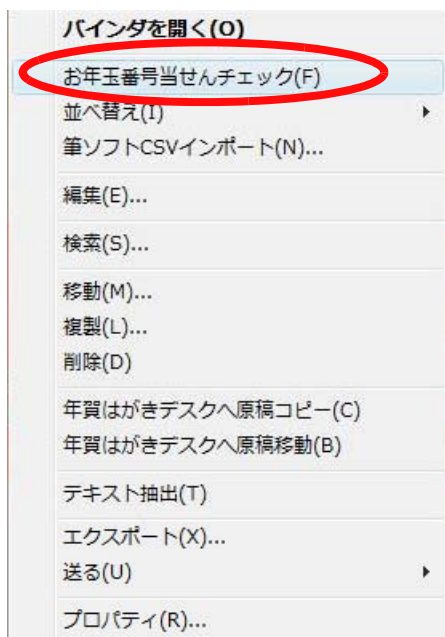 バインダを開く(O)
お年玉番号当せんチェック(F)
並べ替え(I)
筆ソフトCSVインポート(N)...
編集(E)...
検索(S)...
移動(M)...
複製(L)...
削除(D)
年賀はがきデスクへ原稿コピー(C)
年賀はがきデスクへ原稿移動(B)
テキスト抽出(T)
エクスポート(X)...
送る(U)
プロパティ(R)...